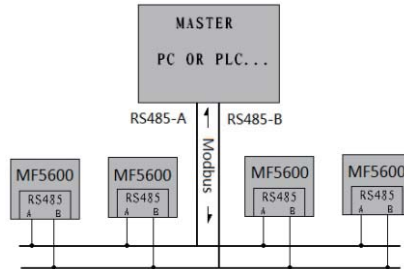 MASTER
PC OR PLC...
RS485-A
RS485-B
Modbus
MF5600
RS485
A B
MF5600
RS485
A B
MF5600
RS485
A B
MF5600
RS485
A B